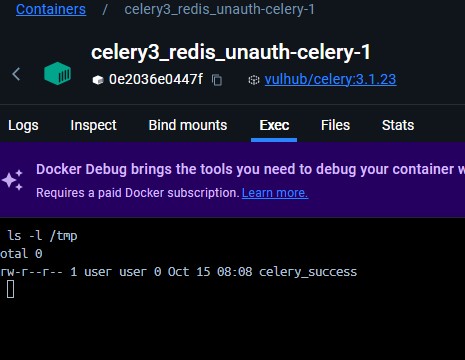 Containers / celery3_redis_unauth-celery-1
celery3_redis_unauth-celery-1
0e2036e0447f vulhub/celery:3.1.23
Logs Inspect Bind mounts Exec Files Stats
Docker Debug brings the tools you need to debug your container w
Requires a paid Docker subscription. Learn more.
ls -l /tmp
otal 0
rw-r--r-- 1 user user 0 Oct 15 08:08 celery_success